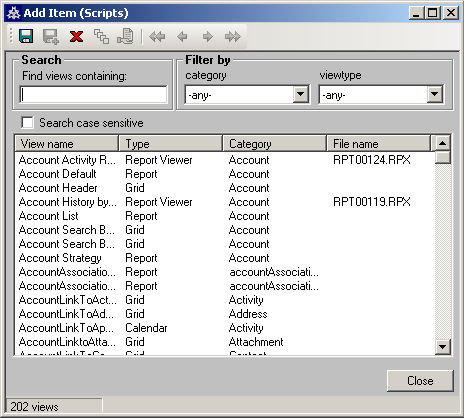 Add Item (Scripts)
Search
Find views containing:
Filter by
category
viewtype
-any-
-any-
Search case sensitive
View name Type Category File name
Account Activity R... Report Viewer Account RPT00124.RPX
Account Default Report Account
Account Header Grid Account
Account History by... Report Viewer Account RPT00119.RPX
Account List Report Account
Account Search B... Grid Account
Account Search B... Grid Account
Account Strategy Report Account
AccountAssociatio... Report accountAssociati...
AccountAssociatio... Report accountAssociati...
AccountLinkToAct... Grid Activity
AccountLinkToAd... Grid Address
AccountLinkToAp... Calendar Activity
AccountLinktoAtta... Grid Attachment
AccountLinkToCo... Grid Contact
Close
202 views